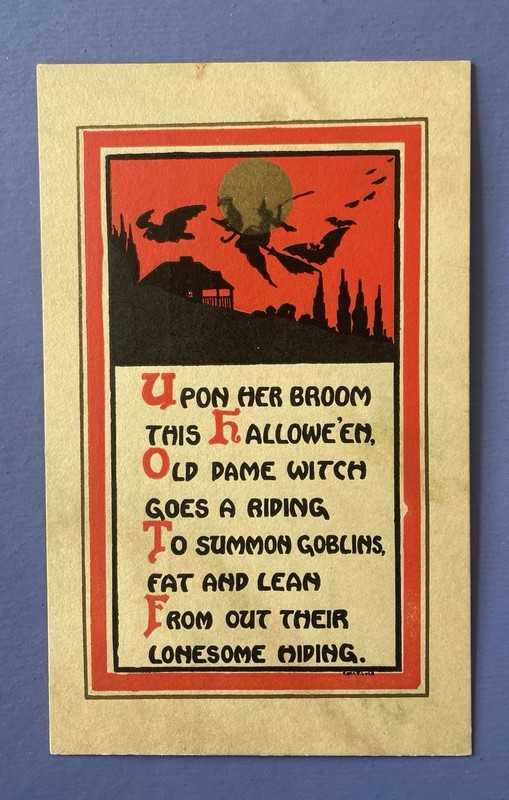 UPON HER BROOM
THIS HALLOWE'EN,
OLD DAME WITCH
GOES A RIDING
TO SUMMON GOBLINS,
FAT AND LEAN
FROM OUT THEIR
LONESOME HIDING.